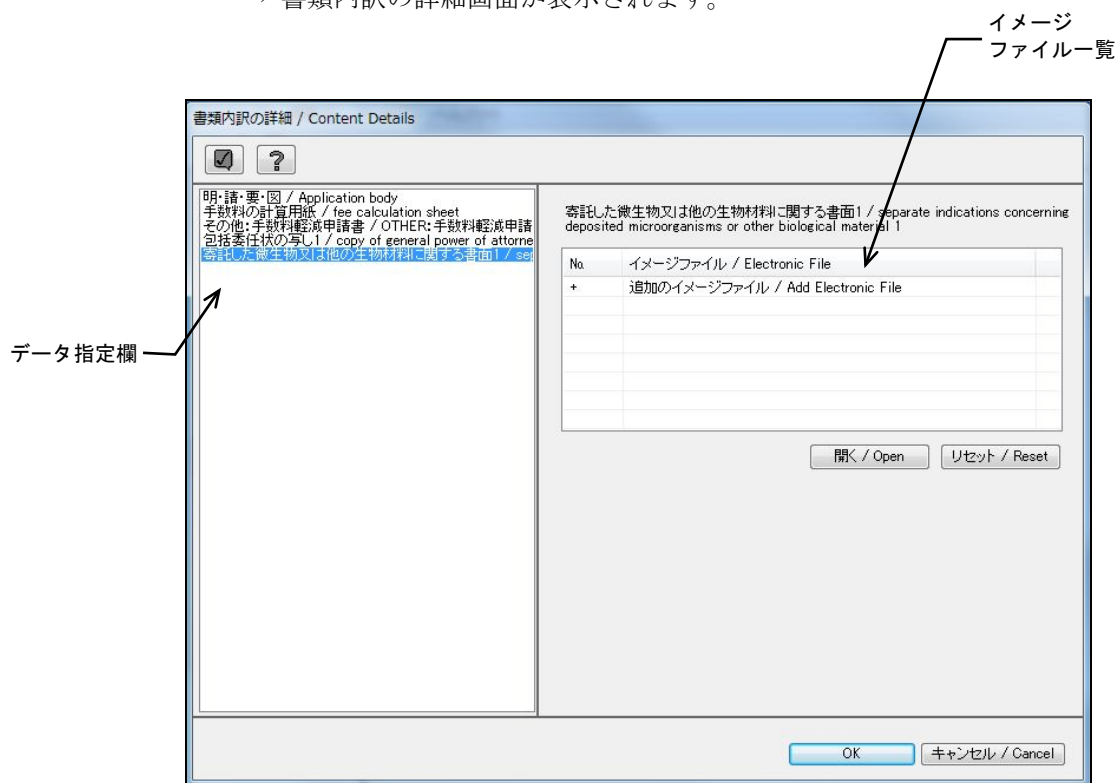 書類内訳の詳細画面が表示されます。
イメージ
ファイル一覧
書類内訳の詳細 / Content Details
明・請・要・図 / Application body
手数料の計算用紙 / fee calculation sheet
その他:手数料軽減申請書 / OTHER:手数料軽減申請
包括委任状の写し1 / copy of general power of attorne
寄託した微生物又は他の生物材料に関する書面1 / sep
寄託した微生物又は他の生物材料に関する書面1 / separate indications concerning
deposited microorganisms or other biological material 1
No. イメージファイル / Electronic File
+ 追加のイメージファイル / Add Electronic File
データ指定欄
開く / Open リセット / Reset
OK キャンセル / Cancel